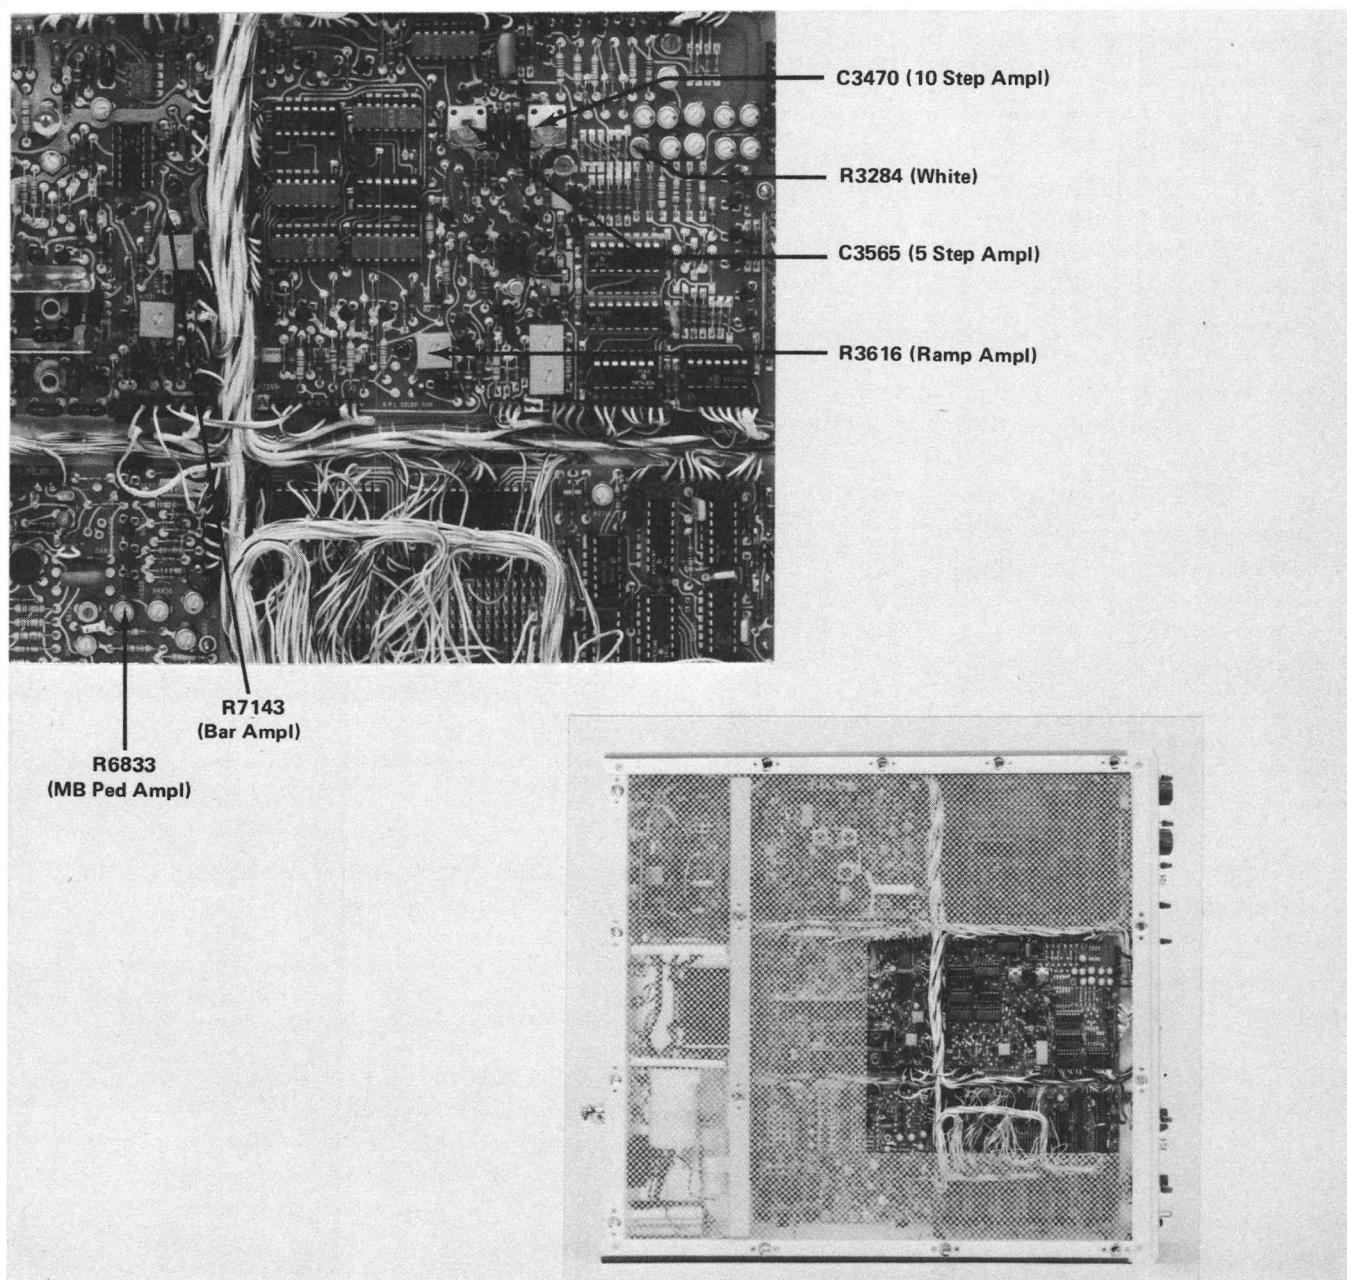 C3470 (10 Step Ampl)
R3284 (White)
C3565 (5 Step Ampl)
R3616 (Ramp Ampl)
R7143
(Bar Ampl)
R6833
(MB Ped Ampl)